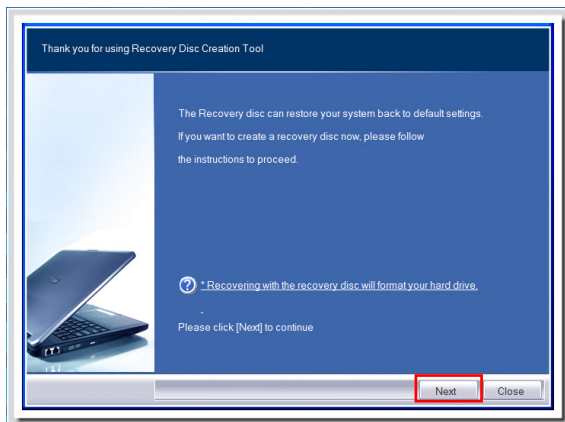 Thank you for using Recovery Disc Creation Tool
The Recovery disc can restore your system back to default settings.
If you want to create a recovery disc now, please follow
the instructions to proceed.
* Recovering with the recovery disc will format your hard drive.
.
Please click [Next] to continue
Next Close